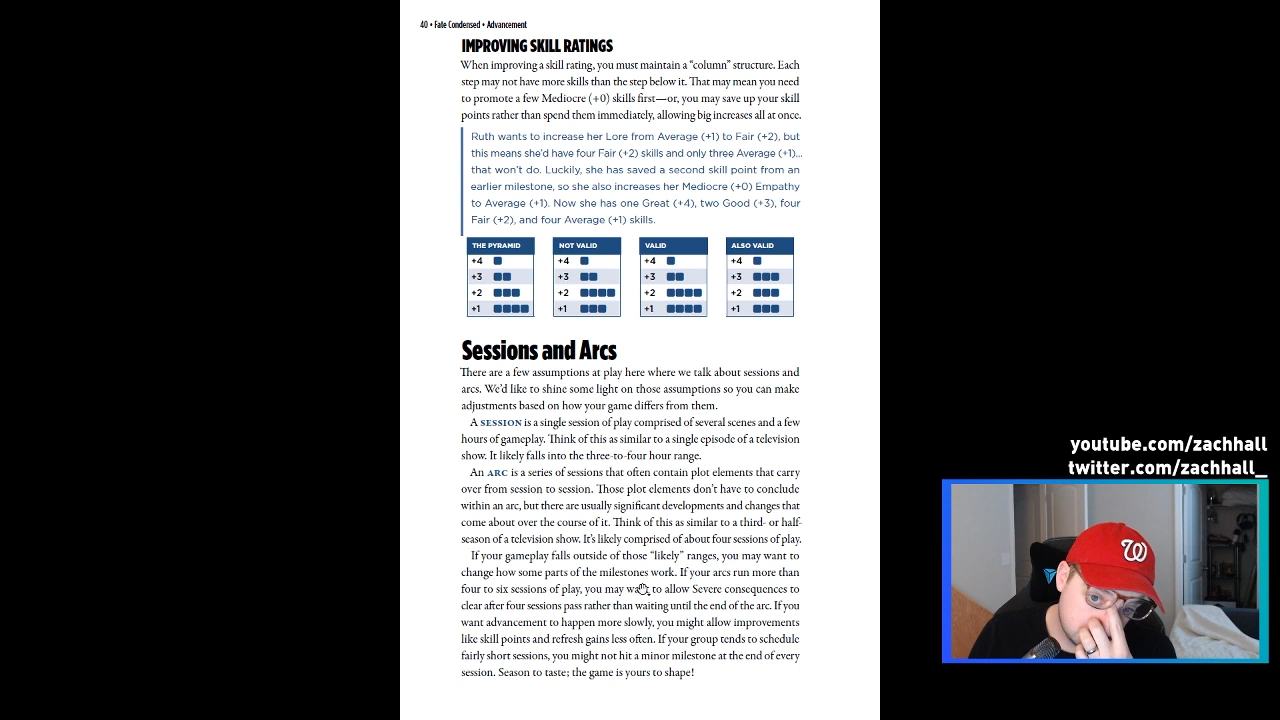 40 • Fate Condensed • Advancement
IMPROVING SKILL RATINGS
When improving a skill rating, you must maintain a “column” structure. Each
step may not have more skills than the step below it. That may mean you need
to promote a few Mediocre (+0) skills first—or, you may save up your skill
points rather than spend them immediately, allowing big increases all at once.
Ruth wants to increase her Lore from Average (+1) to Fair (+2), but
this means she’d have four Fair (+2) skills and only three Average (+1)…
that won’t do. Luckily, she has saved a second skill point from an
earlier milestone, so she also increases her Mediocre (+0) Empathy
to Average (+1). Now she has one Great (+4), two Good (+3), four
Fair (+2), and four Average (+1) skills.
THE PYRAMID
+4
+3
+2
+1
NOT VALID
+4
+3
+2
+1
VALID
+4
+3
+2
+1
ALSO VALID
+4
+3
+2
+1
Sessions and Arcs
There are a few assumptions at play here where we talk about sessions and
arcs. We’d like to shine some light on those assumptions so you can make
adjustments based on how your game differs from them.
A SESSION is a single session of play comprised of several scenes and a few
hours of gameplay. Think of this as similar to a single episode of a television
show. It likely falls into the three-to-four hour range.
An ARC is a series of sessions that often contain plot elements that carry
over from session to session. Those plot elements don’t have to conclude
within an arc, but there are usually significant developments and changes that
come about over the course of it. Think of this as similar to a third- or half-
season of a television show. It’s likely comprised of about four sessions of play.
If your gameplay falls outside of those “likely” ranges, you may want to
change how some parts of the milestones work. If your arcs run more than
four to six sessions of play, you may want to allow Severe consequences to
clear after four sessions pass rather than waiting until the end of the arc. If you
want advancement to happen more slowly, you might allow improvements
like skill points and refresh gains less often. If your group tends to schedule
fairly short sessions, you might not hit a minor milestone at the end of every
session. Season to taste; the game is yours to shape!
youtube.com/zachhall
twitter.com/zachhall_
W